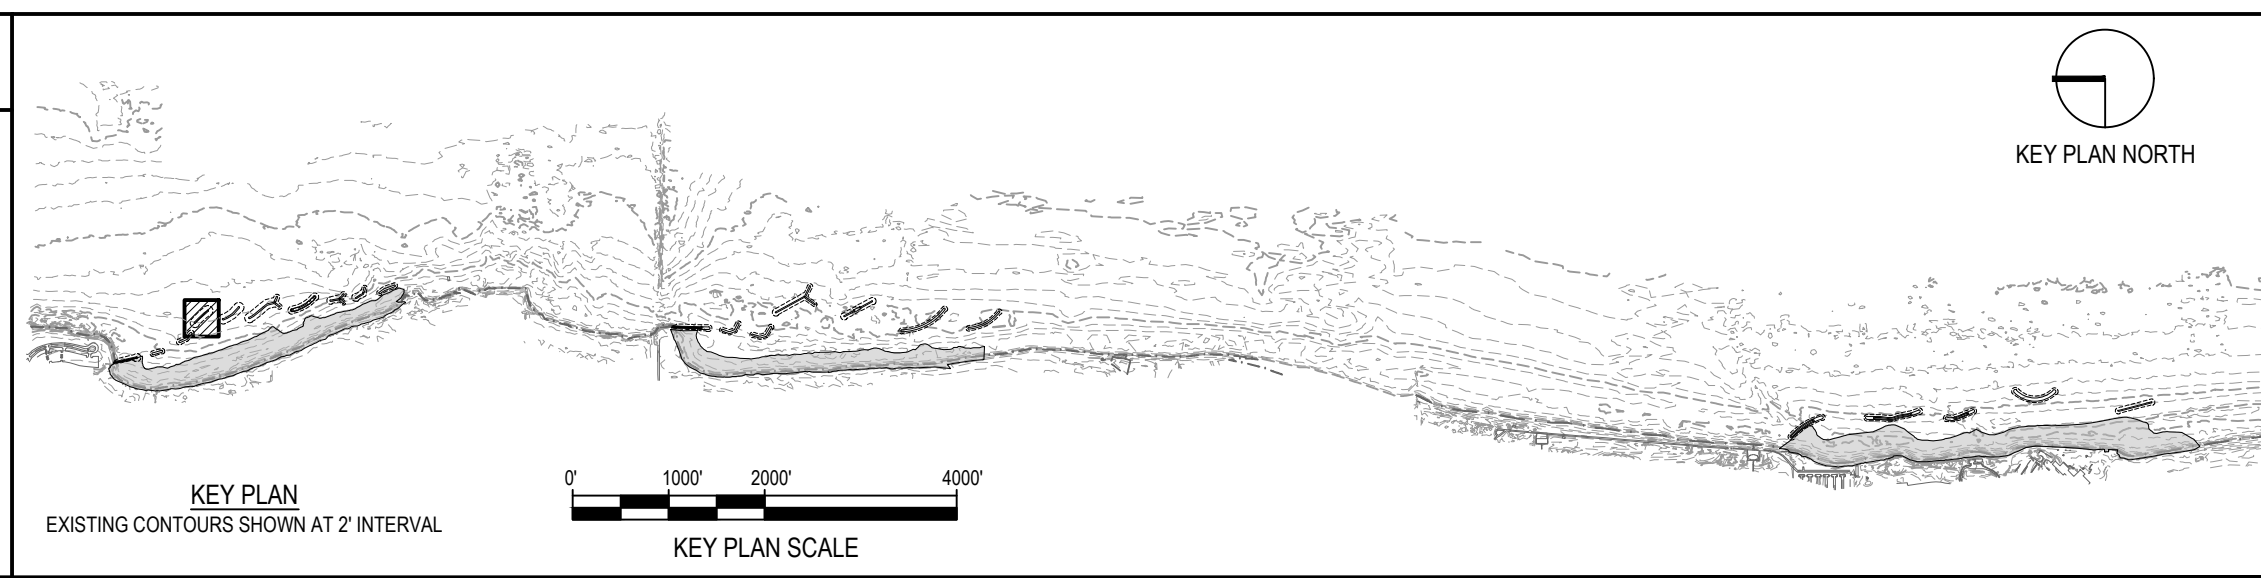 KEY PLAN NORTH
KEY PLAN
EXISTING CONTOURS SHOWN AT 2' INTERVAL
0' 1000' 2000' 4000'
KEY PLAN SCALE